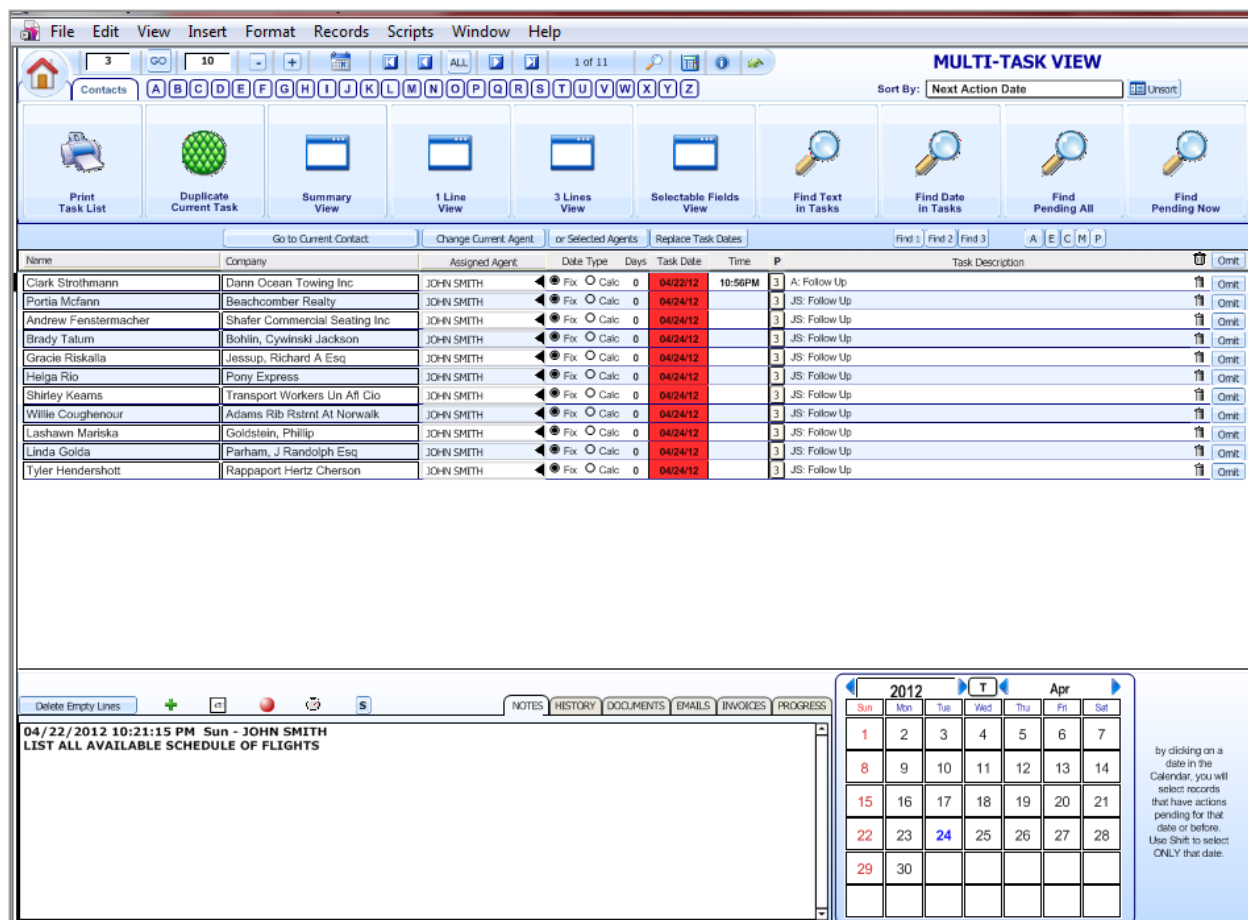 File Edit View Insert Format Records Scripts Window Help
3 GO 10 - + ALL 1 of 11 MULTI-TASK VIEW
Contacts A B C D E F G H I J K L M N O P Q R S T U V W X Y Z Sort By: Next Action Date Unsort
Print Duplicate Summary 1 Line 3 Lines Selectable Fields Find Text Find Date Find Find
Task List Current Task View View View View in Tasks in Tasks Pending All Pending Now
Go to Current Contact Change Current Agent or Selected Agents Replace Task Dates Find 1 Find 2 Find 3 A E C M P
Name Company Assigned Agent Date Type Days Task Date Time P Task Description Omit
Clark Strothmann Dann Ocean Towing Inc JOHN SMITH Fix Calc 0 04/22/12 10:56PM 3 A: Follow Up Omit
Portia Mcfann Beachcomber Realty JOHN SMITH Fix Calc 0 04/24/12 3 JS: Follow Up Omit
Andrew Fenstermacher Shafer Commercial Seating Inc JOHN SMITH Fix Calc 0 04/24/12 3 JS: Follow Up Omit
Brady Tatum Bohlin, Cywinski Jackson JOHN SMITH Fix Calc 0 04/24/12 3 JS: Follow Up Omit
Gracie Riskalla Jessup, Richard A Esq JOHN SMITH Fix Calc 0 04/24/12 3 JS: Follow Up Omit
Helga Rio Pony Express JOHN SMITH Fix Calc 0 04/24/12 3 JS: Follow Up Omit
Shirley Kearns Transport Workers Un Afl Cio JOHN SMITH Fix Calc 0 04/24/12 3 JS: Follow Up Omit
Willie Coughenour Adams Rib Rstrnt At Norwalk JOHN SMITH Fix Calc 0 04/24/12 3 JS: Follow Up Omit
Lashawn Mariska Goldstein, Phillip JOHN SMITH Fix Calc 0 04/24/12 3 JS: Follow Up Omit
Linda Golda Parham, J Randolph Esq JOHN SMITH Fix Calc 0 04/24/12 3 JS: Follow Up Omit
Tyler Hendershott Rappaport Hertz Cherson JOHN SMITH Fix Calc 0 04/24/12 3 JS: Follow Up Omit
Delete Empty Lines S NOTES HISTORY DOCUMENTS EMAILS INVOICES PROGRESS
04/22/2012 10:21:15 PM Sun - JOHN SMITH
LIST ALL AVAILABLE SCHEDULE OF FLIGHTS
2012 T Apr
Sun Mon Tue Wed Thu Fri Sat
1 2 3 4 5 6 7
8 9 10 11 12 13 14
15 16 17 18 19 20 21
22 23 24 25 26 27 28
29 30
by clicking on a
date in the
Calendar, you will
select records
that have actions
pending for that
date or before.
Use Shift to select
ONLY that date.